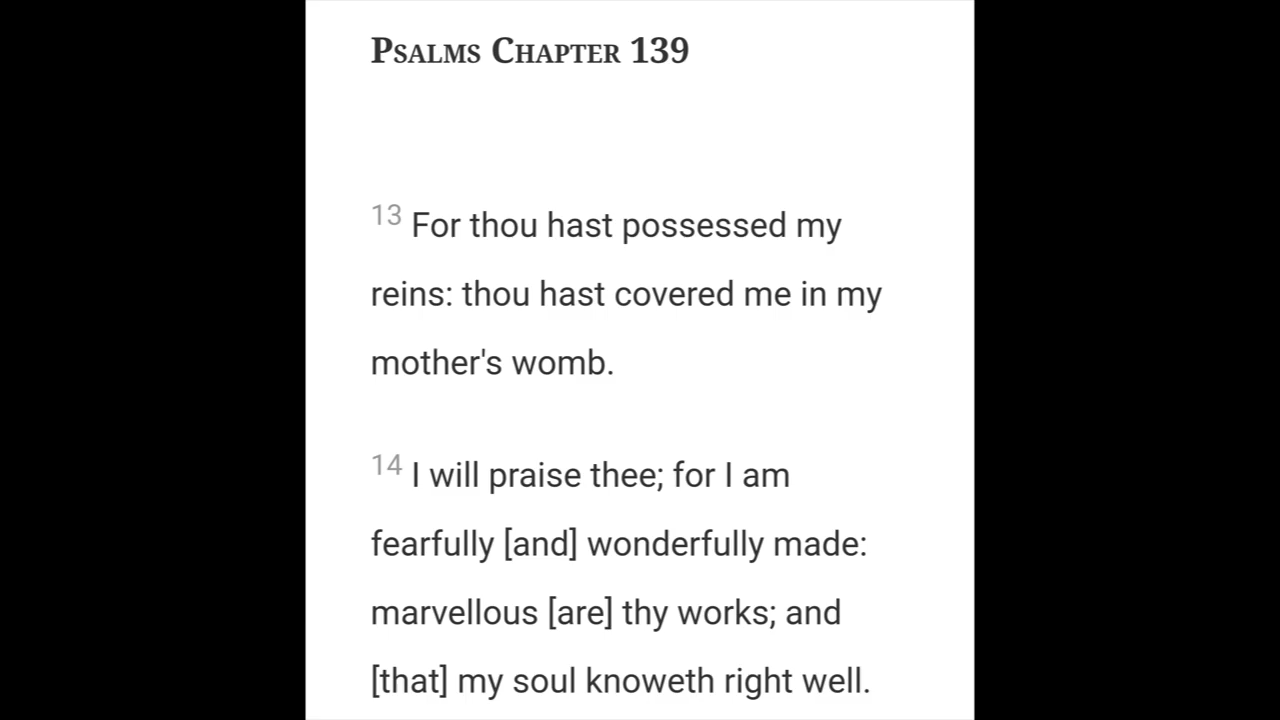 Psalms Chapter 139
13 For thou hast possessed my
reins: thou hast covered me in my
mother's womb.
14 I will praise thee; for I am
fearfully [and] wonderfully made:
marvellous [are] thy works; and
[that] my soul knoweth right well.